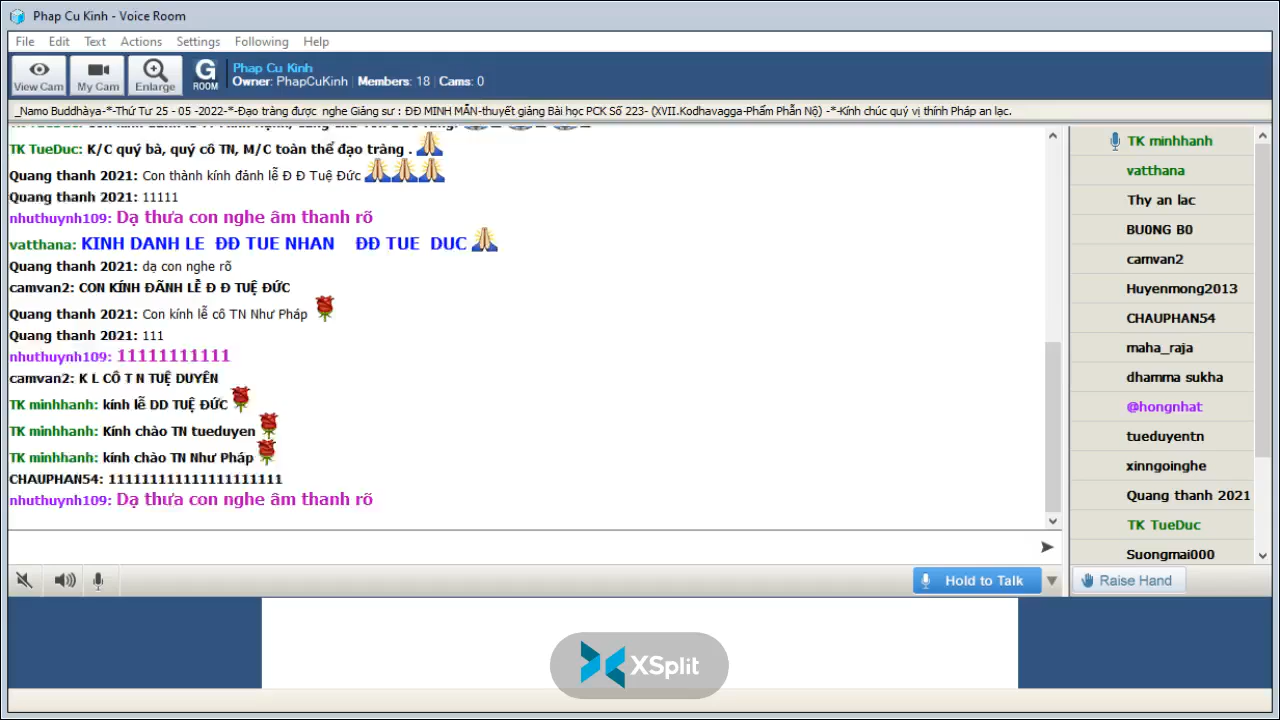 Phap Cu Kinh - Voice Room
File Edit Text Actions Settings Following Help
View Cam My Cam Enlarge G ROOM
Phap Cu Kinh
Owner: PhapCuKinh Members: 18 Cams: 0
_Namo Buddhàya-*-Thứ Tư 25 - 05 -2022-*-Đạo tràng được nghe Giảng sư : ĐĐ MINH MẪN-thuyết giảng Bài học PCK Số 223- (XVII.Kodhavagga-Phẩm Phẫn Nộ) -*-Kính chúc quý vị thính Pháp an lạc.
TK TueDuc: K/C quý bà, quý cô TN, M/C toàn thể đạo tràng .
Quang thanh 2021: Con thành kính đảnh lễ Đ Đ Tuệ Đức
Quang thanh 2021: 11111
nhuthuynh109: Dạ thưa con nghe âm thanh rõ
vatthana: KINH DANH LE ĐĐ TUE NHAN ĐĐ TUE DUC
Quang thanh 2021: dạ con nghe rõ
camvan2: CON KÍNH ĐÃNH LỄ Đ Đ TUỆ ĐỨC
Quang thanh 2021: Con kính lễ cô TN Như Pháp
Quang thanh 2021: 111
nhuthuynh109: 11111111111
camvan2: K L CÔ T N TUỆ DUYÊN
TK minhhanh: kính lễ DD TUỆ ĐỨC
TK minhhanh: Kính chào TN tueduyen
TK minhhanh: kính chào TN Như Pháp
CHAUPHAN54: 111111111111111111111
nhuthuynh109: Dạ thưa con nghe âm thanh rõ
Hold to Talk
TK minhhanh
vatthana
Thy an lac
BU0NG B0
camvan2
Huyenmong2013
CHAUPHAN54
maha_raja
dhamma sukha
@hongnhat
tueduyentn
xinngoinghe
Quang thanh 2021
TK TueDuc
Suongmai000
Raise Hand
XSplit